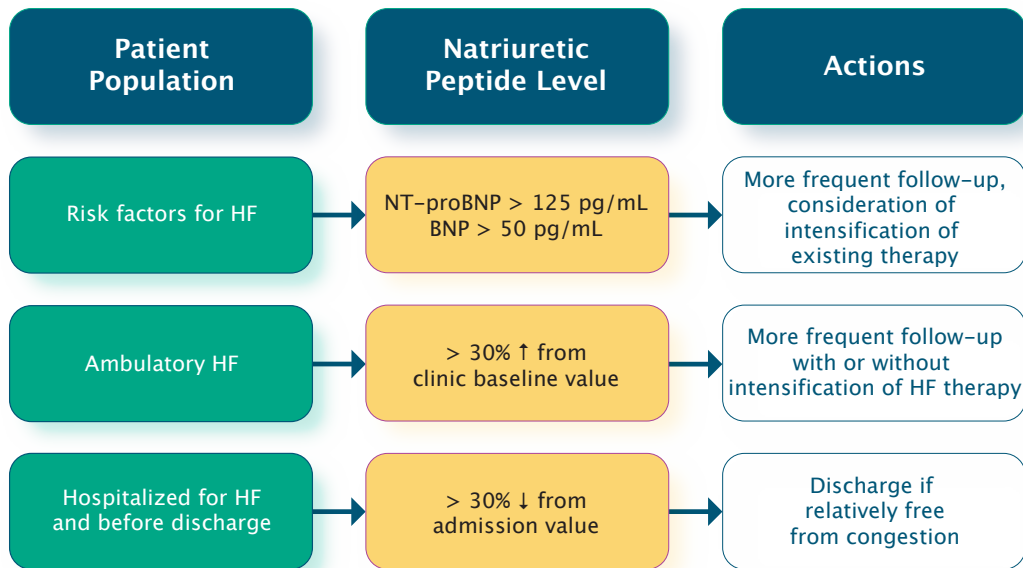 Patient
Population
Natriuretic
Peptide Level
Actions
Risk factors for HF
NT-proBNP > 125 pg/mL
BNP > 50 pg/mL
More frequent follow-up,
consideration of
intensification of
existing therapy
Ambulatory HF
> 30% ↑ from
clinic baseline value
More frequent follow-up
with or without
intensification of HF therapy
Hospitalized for HF
and before discharge
> 30% ↓ from
admission value
Discharge if
relatively free
from congestion